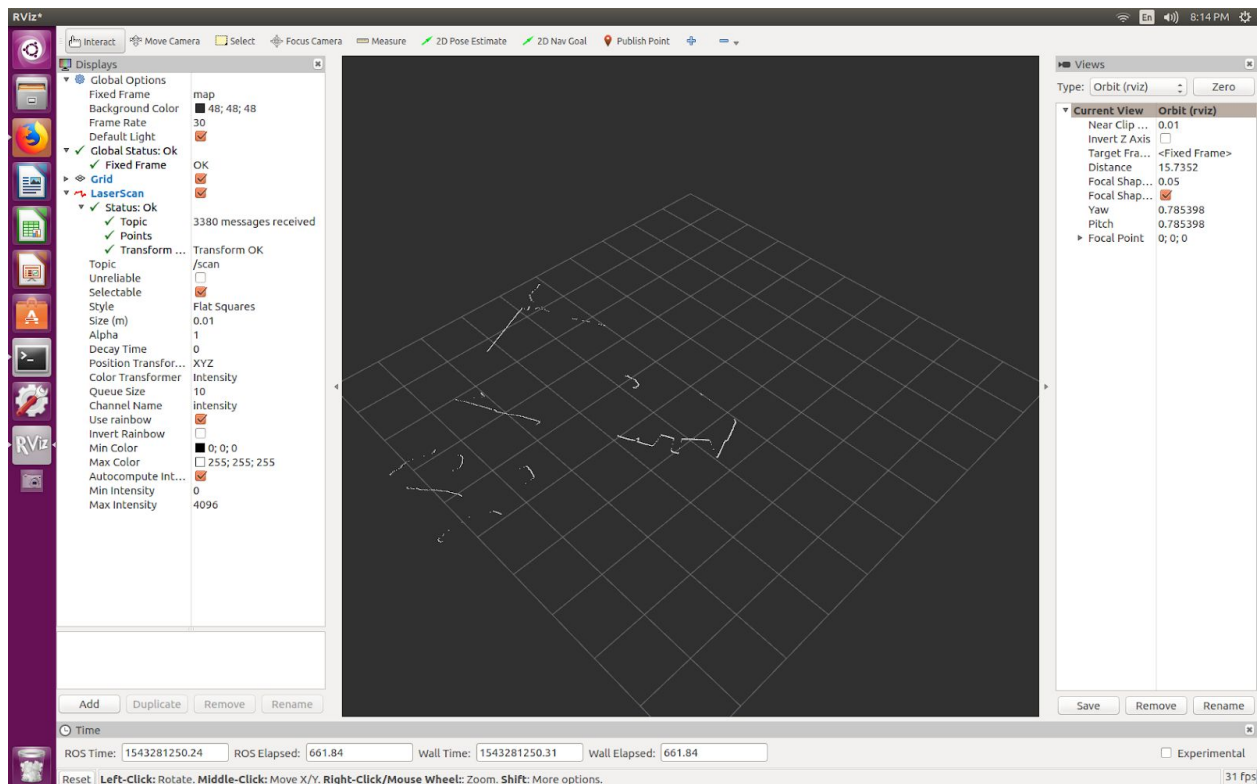 RViz*
En
8:14 PM
Interact Move Camera Select Focus Camera Measure 2D Pose Estimate 2D Nav Goal Publish Point
Displays
Global Options
Fixed Frame map
Background Color 48; 48; 48
Frame Rate 30
Default Light
Global Status: Ok
Fixed Frame OK
Grid
LaserScan
Status: Ok
Topic 3380 messages received
Points
Transform ... Transform OK
Topic /scan
Unreliable
Selectable
Style Flat Squares
Size (m) 0.01
Alpha 1
Decay Time 0
Position Transfor... XYZ
Color Transformer Intensity
Queue Size 10
Channel Name intensity
Use rainbow
Invert Rainbow
Min Color 0; 0; 0
Max Color 255; 255; 255
Autocompute Int...
Min Intensity 0
Max Intensity 4096
Add Duplicate Remove Rename
Views
Type: Orbit (rviz) Zero
Current View Orbit (rviz)
Near Clip ... 0.01
Invert Z Axis
Target Fra... <Fixed Frame>
Distance 15.7352
Focal Shap... 0.05
Focal Shap...
Yaw 0.785398
Pitch 0.785398
Focal Point 0; 0; 0
Save Remove Rename
RViz
Time
ROS Time: 1543281250.24 ROS Elapsed: 661.84 Wall Time: 1543281250.31 Wall Elapsed: 661.84 Experimental
Reset Left-Click: Rotate. Middle-Click: Move X/Y. Right-Click/Mouse Wheel:: Zoom. Shift: More options. 31 fps